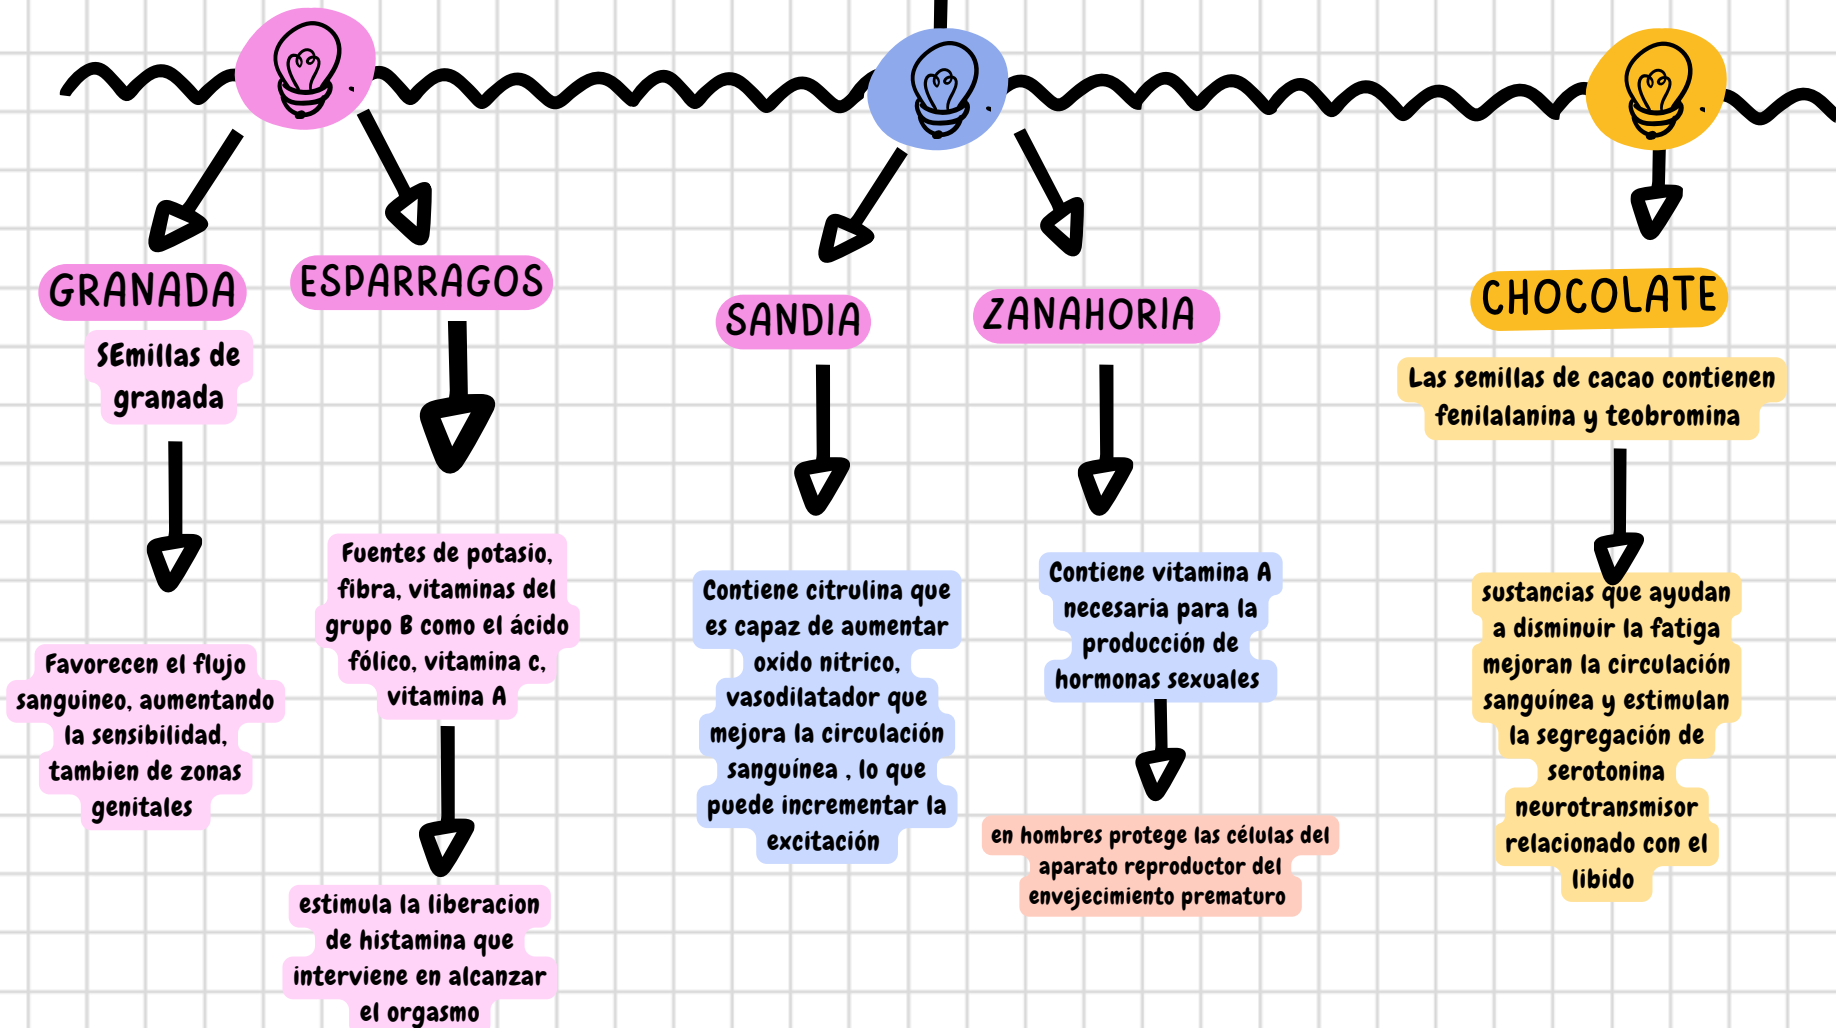 GRANADA
SEmillas de
granada
Favorecen el flujo
sanguineo, aumentando
la sensibilidad,
tambien de zonas
genitales
ESPARRAGOS
Fuentes de potasio,
fibra, vitaminas del
grupo B como el ácido
fólico, vitamina c,
vitamina A
estimula la liberacion
de histamina que
interviene en alcanzar
el orgasmo
SANDIA
Contiene citrulina que
es capaz de aumentar
oxido nitrico,
vasodilatador que
mejora la circulación
sanguínea , lo que
puede incrementar la
excitación
ZANAHORIA
Contiene vitamina A
necesaria para la
producción de
hormonas sexuales
en hombres protege las células del
aparato reproductor del
envejecimiento prematuro
CHOCOLATE
Las semillas de cacao contienen
fenilalanina y teobromina
sustancias que ayudan
a disminuir la fatiga
mejoran la circulación
sanguínea y estimulan
la segregación de
serotonina
neurotransmisor
relacionado con el
libido